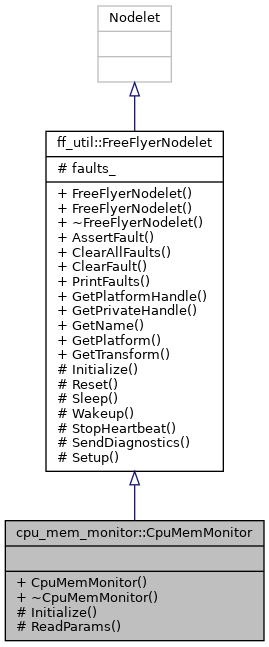 Nodelet
ff_util::FreeFlyerNodelet
# faults_
+ FreeFlyerNodelet()
+ FreeFlyerNodelet()
+ ~FreeFlyerNodelet()
+ AssertFault()
+ ClearAllFaults()
+ ClearFault()
+ PrintFaults()
+ GetPlatformHandle()
+ GetPrivateHandle()
+ GetName()
+ GetPlatform()
+ GetTransform()
# Initialize()
# Reset()
# Sleep()
# Wakeup()
# StopHeartbeat()
# SendDiagnostics()
# Setup()
cpu_mem_monitor::CpuMemMonitor
+ CpuMemMonitor()
+ ~CpuMemMonitor()
# Initialize()
# ReadParams()